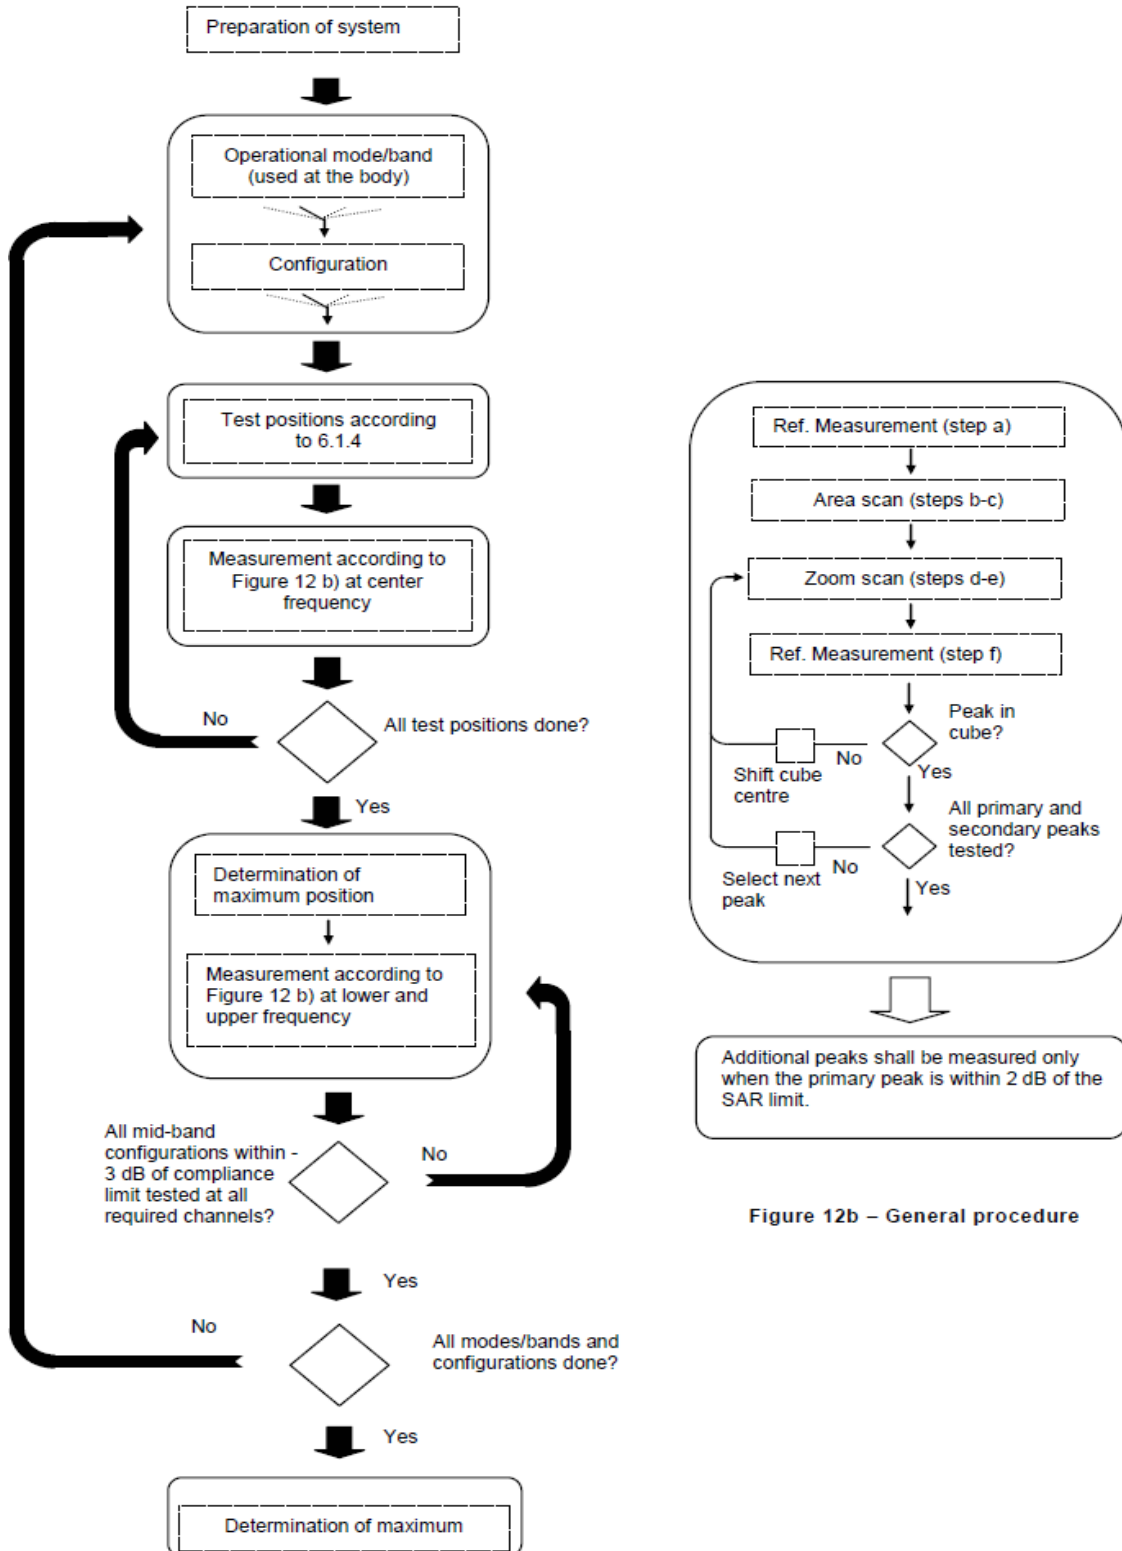 Preparation of system
Operational mode/band
(used at the body)
Configuration
Test positions according
to 6.1.4
Measurement according to
Figure 12 b) at center
frequency
No
All test positions done?
Yes
Determination of
maximum position
Measurement according to
Figure 12 b) at lower and
upper frequency
All mid-band
configurations within -
3 dB of compliance
limit tested at all
required channels?
No
Yes
No
All modes/bands and
configurations done?
Yes
Determination of maximum
Ref. Measurement (step a)
Area scan (steps b-c)
Zoom scan (steps d-e)
Ref. Measurement (step f)
Peak in
cube?
No
Shift cube
centre
Yes
All primary and
secondary peaks
tested?
No
Select next
peak
Yes
Additional peaks shall be measured only
when the primary peak is within 2 dB of the
SAR limit.
Figure 12b – General procedure